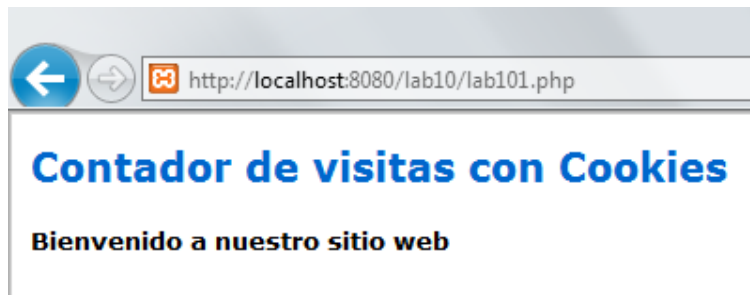 http://localhost:8080/lab10/lab101.php
Contador de visitas con Cookies
Bienvenido a nuestro sitio web